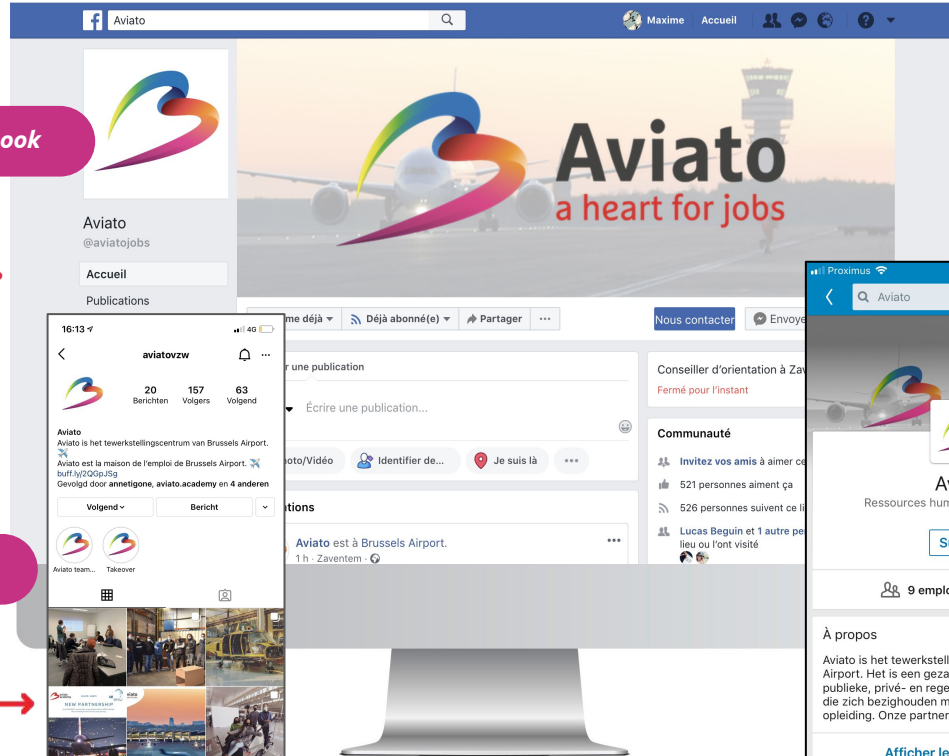 Aviato
Maxime Accueil
ook
Aviato
a heart for jobs
Aviato
@aviatojobs
Accueil
Publications
me déjà
Déjà abonné(e)
Partager
Nous contacter
Envoye
r une publication
Écrire une publication...
oto/Vidéo
Identifier de...
Je suis là
tions
Aviato est à Brussels Airport.
1 h · Zaventem ·
Conseiller d'orientation à Zav
Fermé pour l'instant
Communauté
Invitez vos amis à aimer ce
521 personnes aiment ça
526 personnes suivent ce li
Lucas Beguin et 1 autre pe
lieu ou l'ont visité
16:13
4G
aviatovzw
20 157 63
Berichten Volgers Volgend
Aviato
Aviato is het tewerkstellingscentrum van Brussels Airport.
Aviato est la maison de l'emploi de Brussels Airport.
buff.ly/2QGpJSg
Gevolgd door annetigone, aviato.academy en 4 anderen
Volgend
Bericht
Aviato team... Takeover
NEW PARTNERSHIP
Proximus
Aviato
Av
Ressources hum
Su
9 emplo
À propos
Aviato is het tewerkstell
Airport. Het is een geza
publieke, privé- en rege
die zich bezighouden m
opleiding. Onze partner
Afficher le